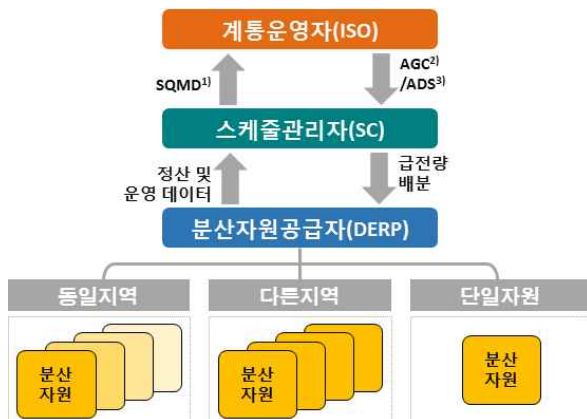 계통운영자(ISO)
SQMD1)
AGC2)
/ADS3)
스케줄관리자(SC)
정산 및
운영 데이터
급전량
배분
분산자원공급자(DERP)
동일지역
다른지역
단일자원
분산
자원
분산
자원
분산
자원